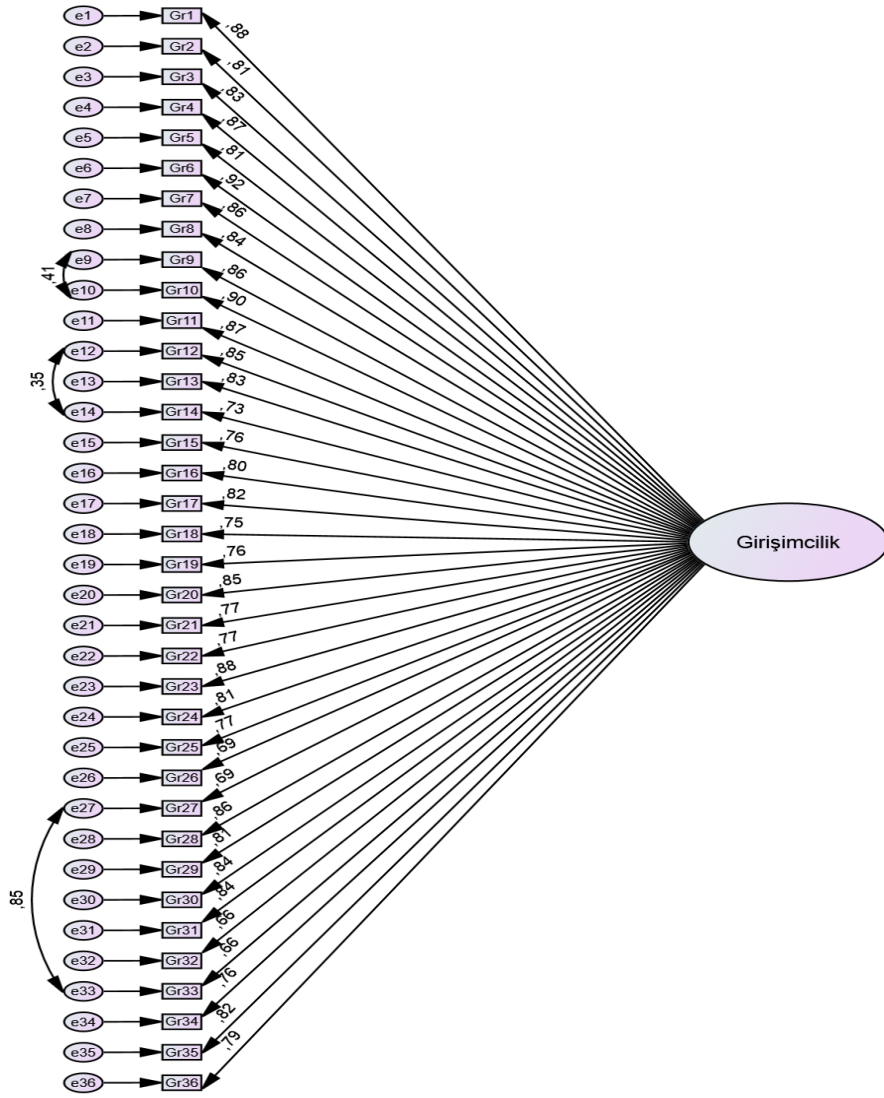 e1 Gr1 ,88
e2 Gr2 ,81
e3 Gr3 ,83
e4 Gr4 ,87
e5 Gr5 ,81
e6 Gr6 ,92
e7 Gr7 ,86
e8 Gr8 ,84
e9 Gr9 ,86
,41
e10 Gr10 ,90
e11 Gr11 ,87
e12 Gr12 ,85
,35
e13 Gr13 ,83
e14 Gr14 ,73
e15 Gr15 ,76
e16 Gr16 ,80
e17 Gr17 ,82
e18 Gr18 ,75
Girişimcilik
e19 Gr19 ,76
e20 Gr20 ,85
e21 Gr21 ,77
e22 Gr22 ,77
e23 Gr23 ,88
e24 Gr24 ,81
e25 Gr25 ,77
e26 Gr26 ,69
e27 Gr27 ,69
e28 Gr28 ,86
e29 Gr29 ,81
e30 Gr30 ,84
,85
e31 Gr31 ,84
e32 Gr32 ,66
e33 Gr33 ,66
e34 Gr34 ,76
e35 Gr35 ,82
e36 Gr36 ,79